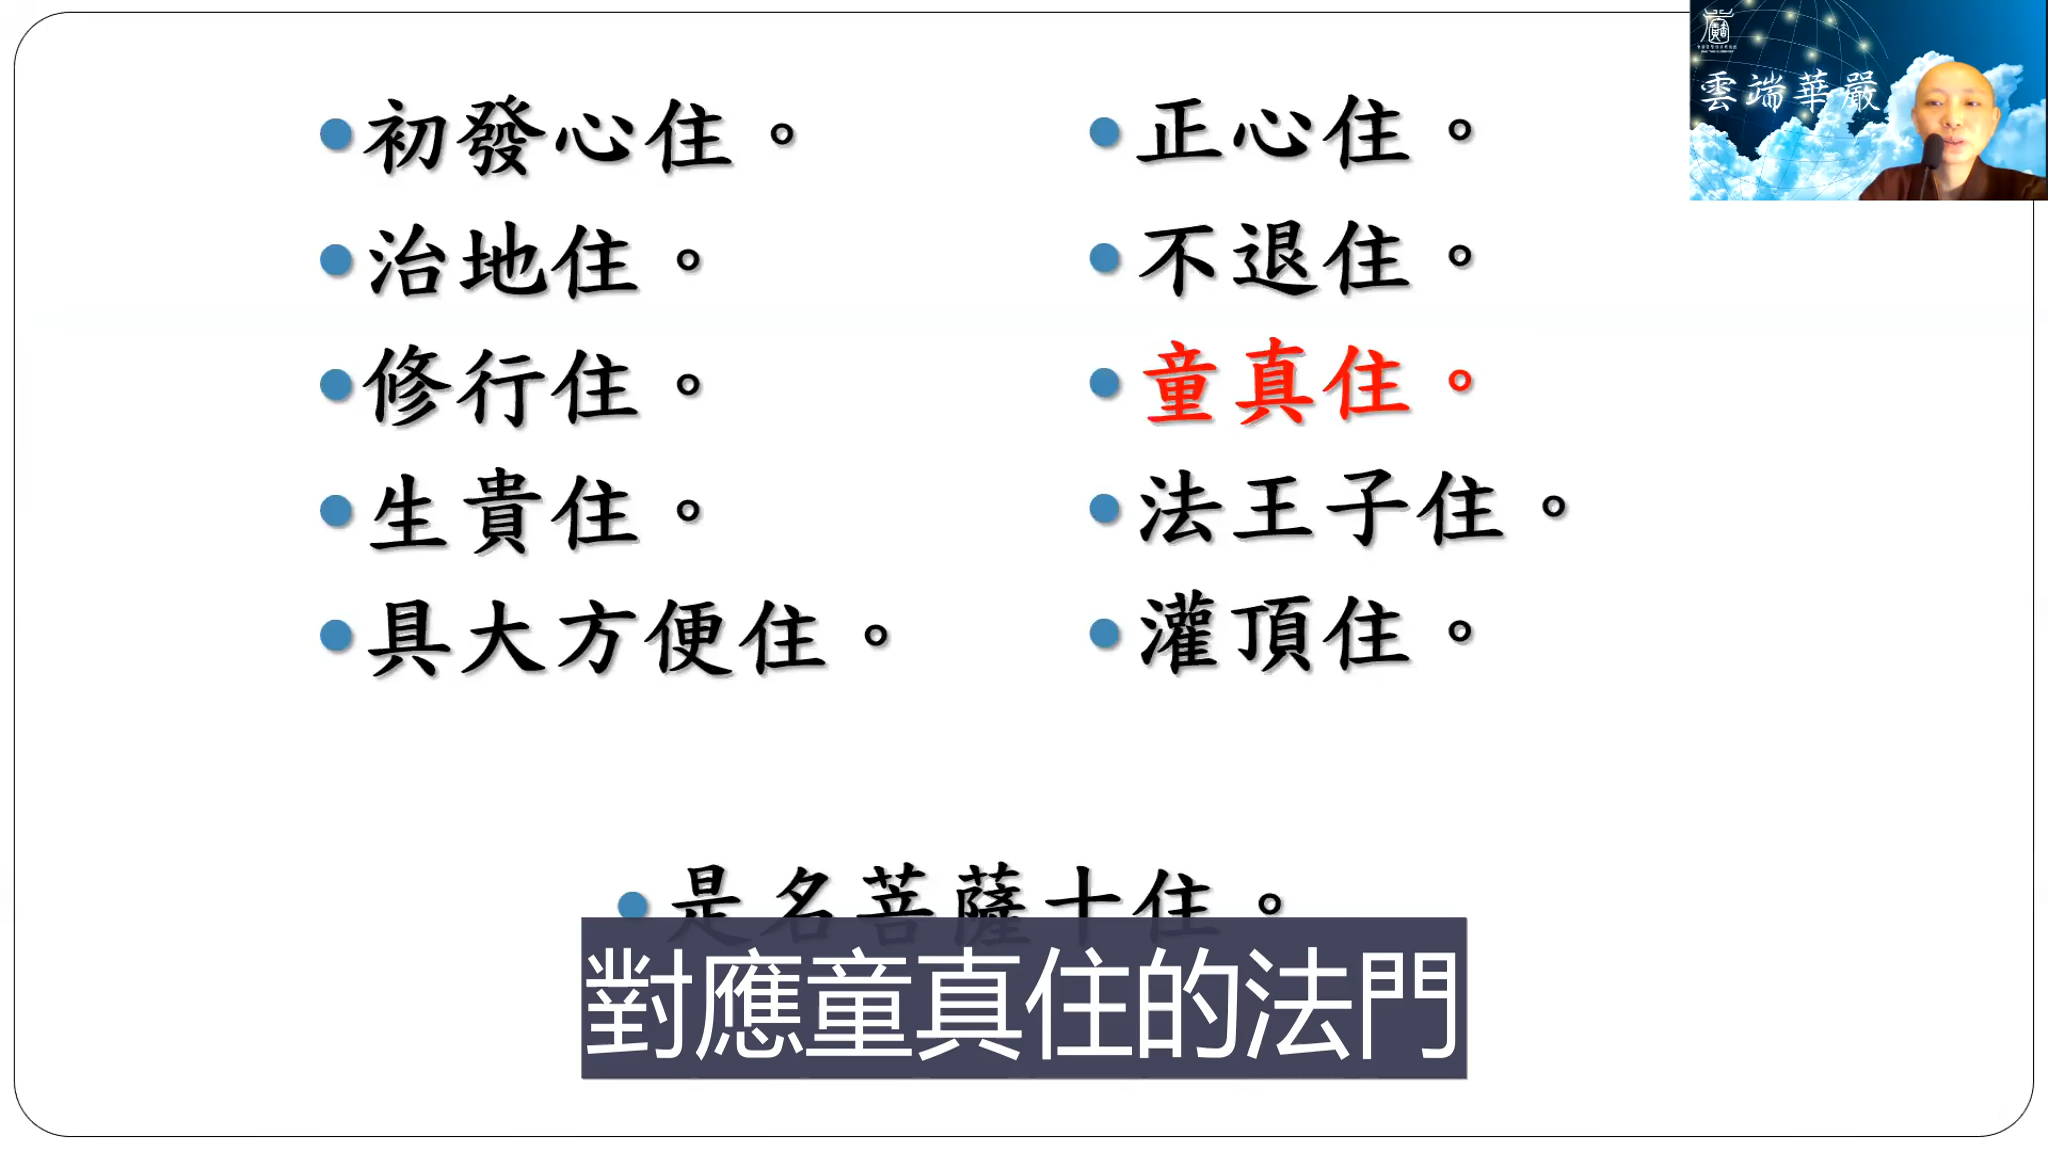 初發心住。
治地住。
修行住。
生貴住。
具大方便住。
正心住。
不退住。
童真住。
法王子住。
灌頂住。
是名菩薩十住。
對應童真住的法門
雲端華嚴